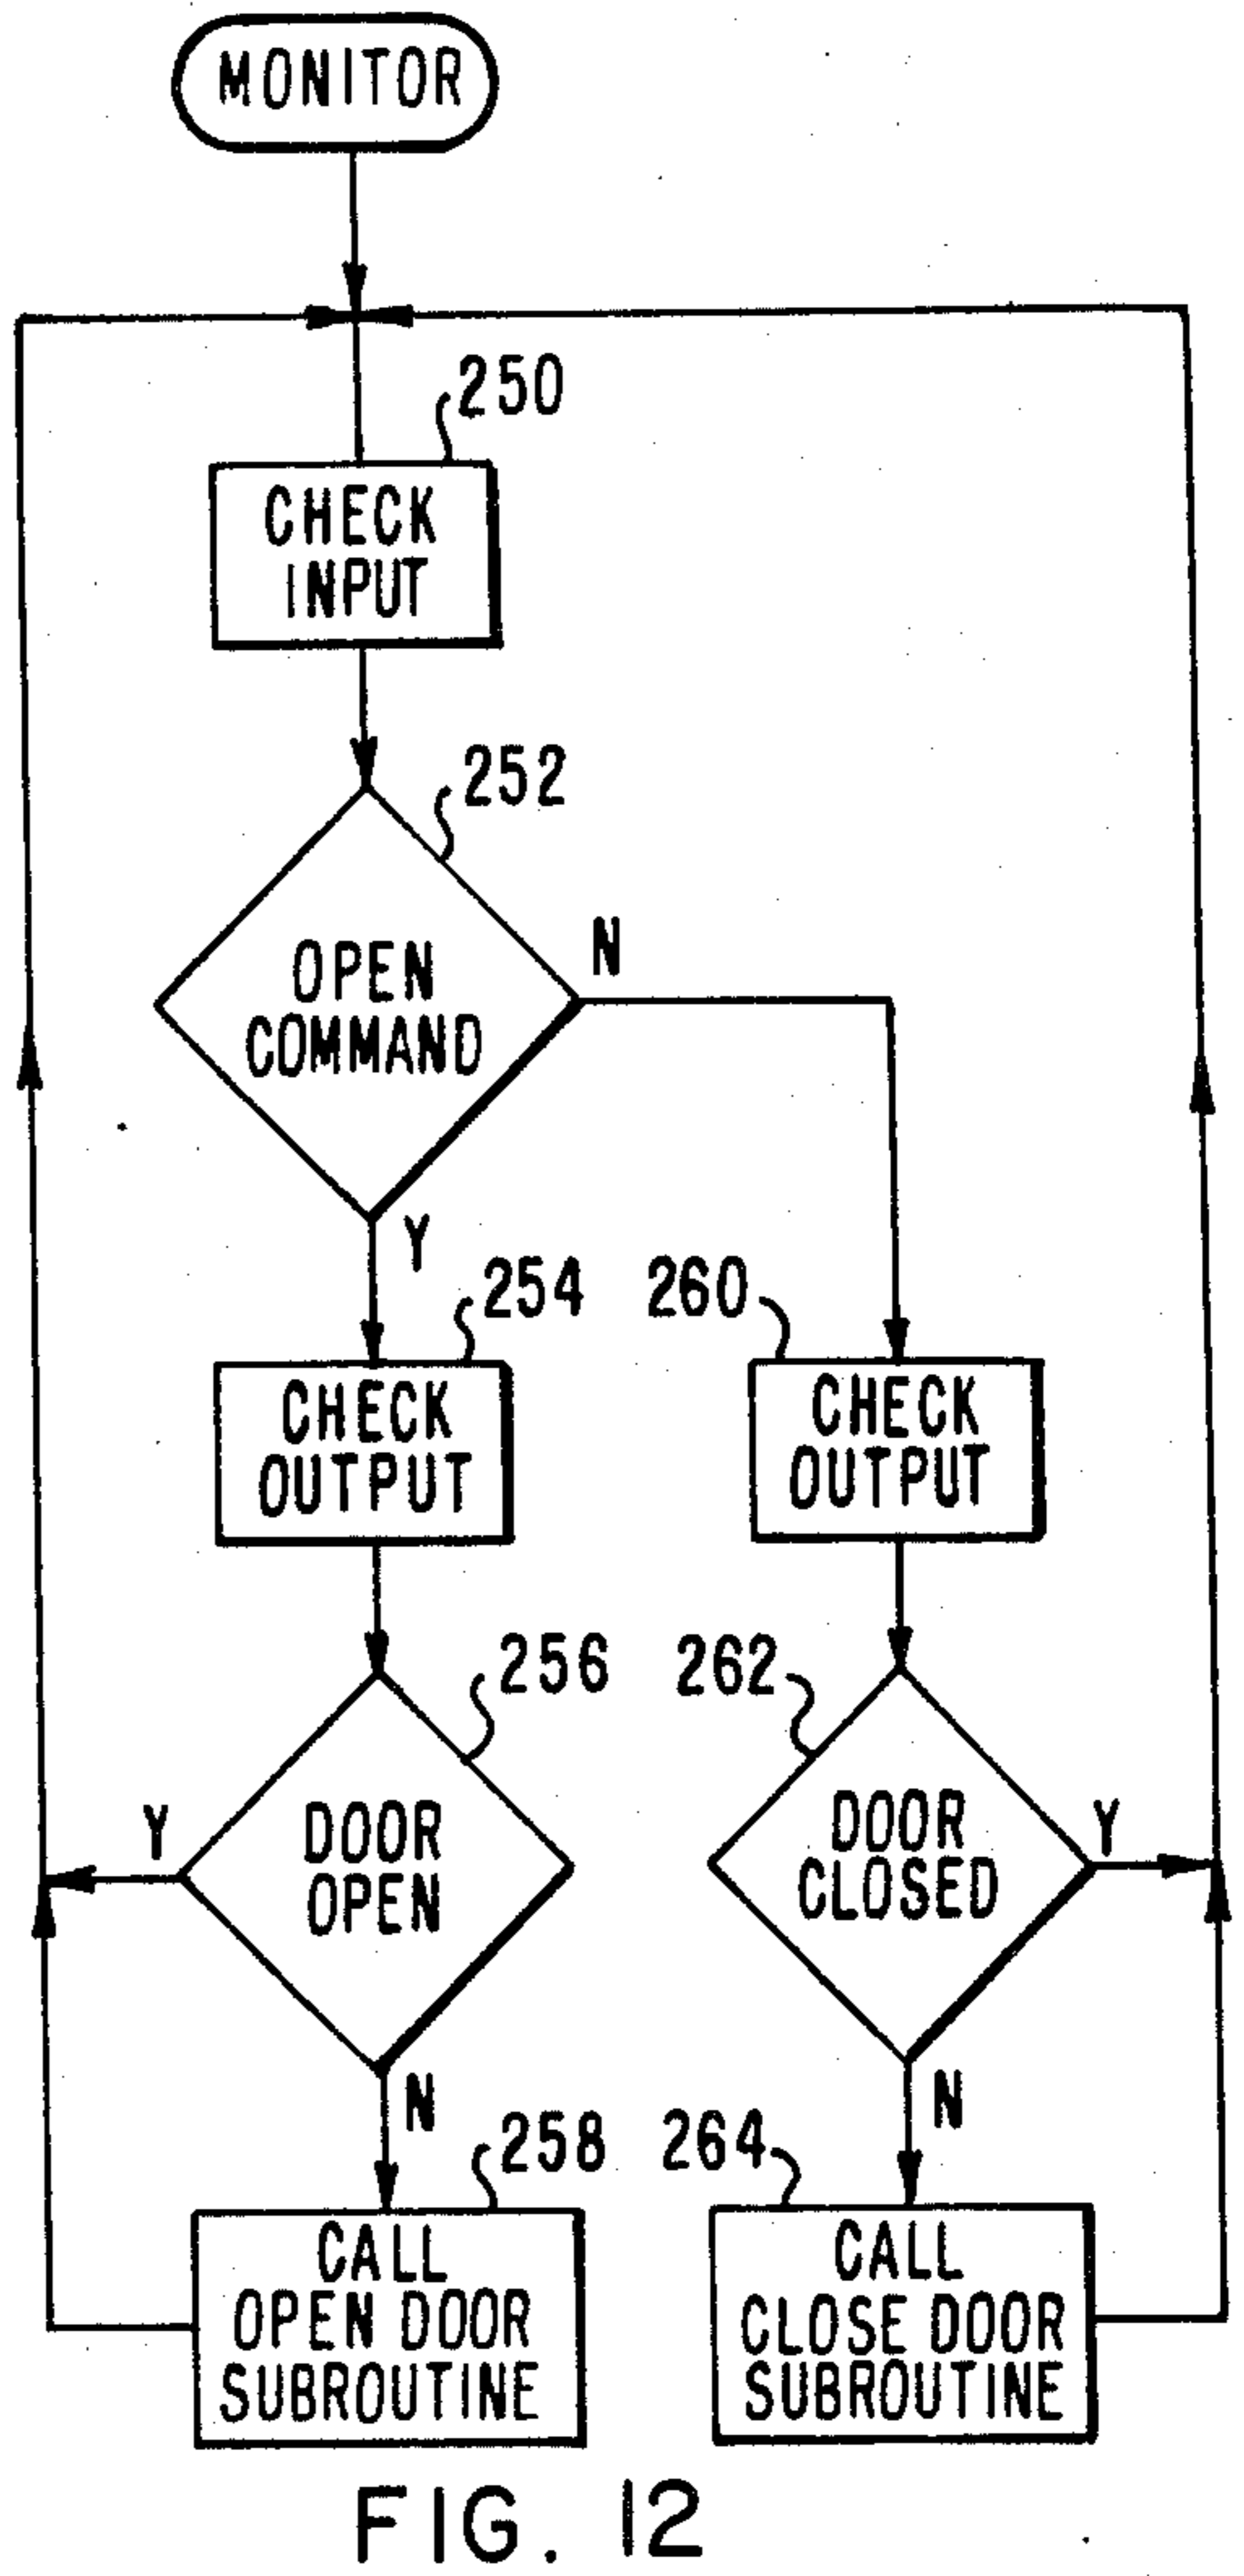 MONITOR
250
CHECK
INPUT
252
OPEN
COMMAND
N
Y
254
CHECK
OUTPUT
260
CHECK
OUTPUT
256
DOOR
OPEN
Y
N
262
DOOR
CLOSED
Y
N
258
CALL
OPEN DOOR
SUBROUTINE
264
CALL
CLOSE DOOR
SUBROUTINE
FIG. 12